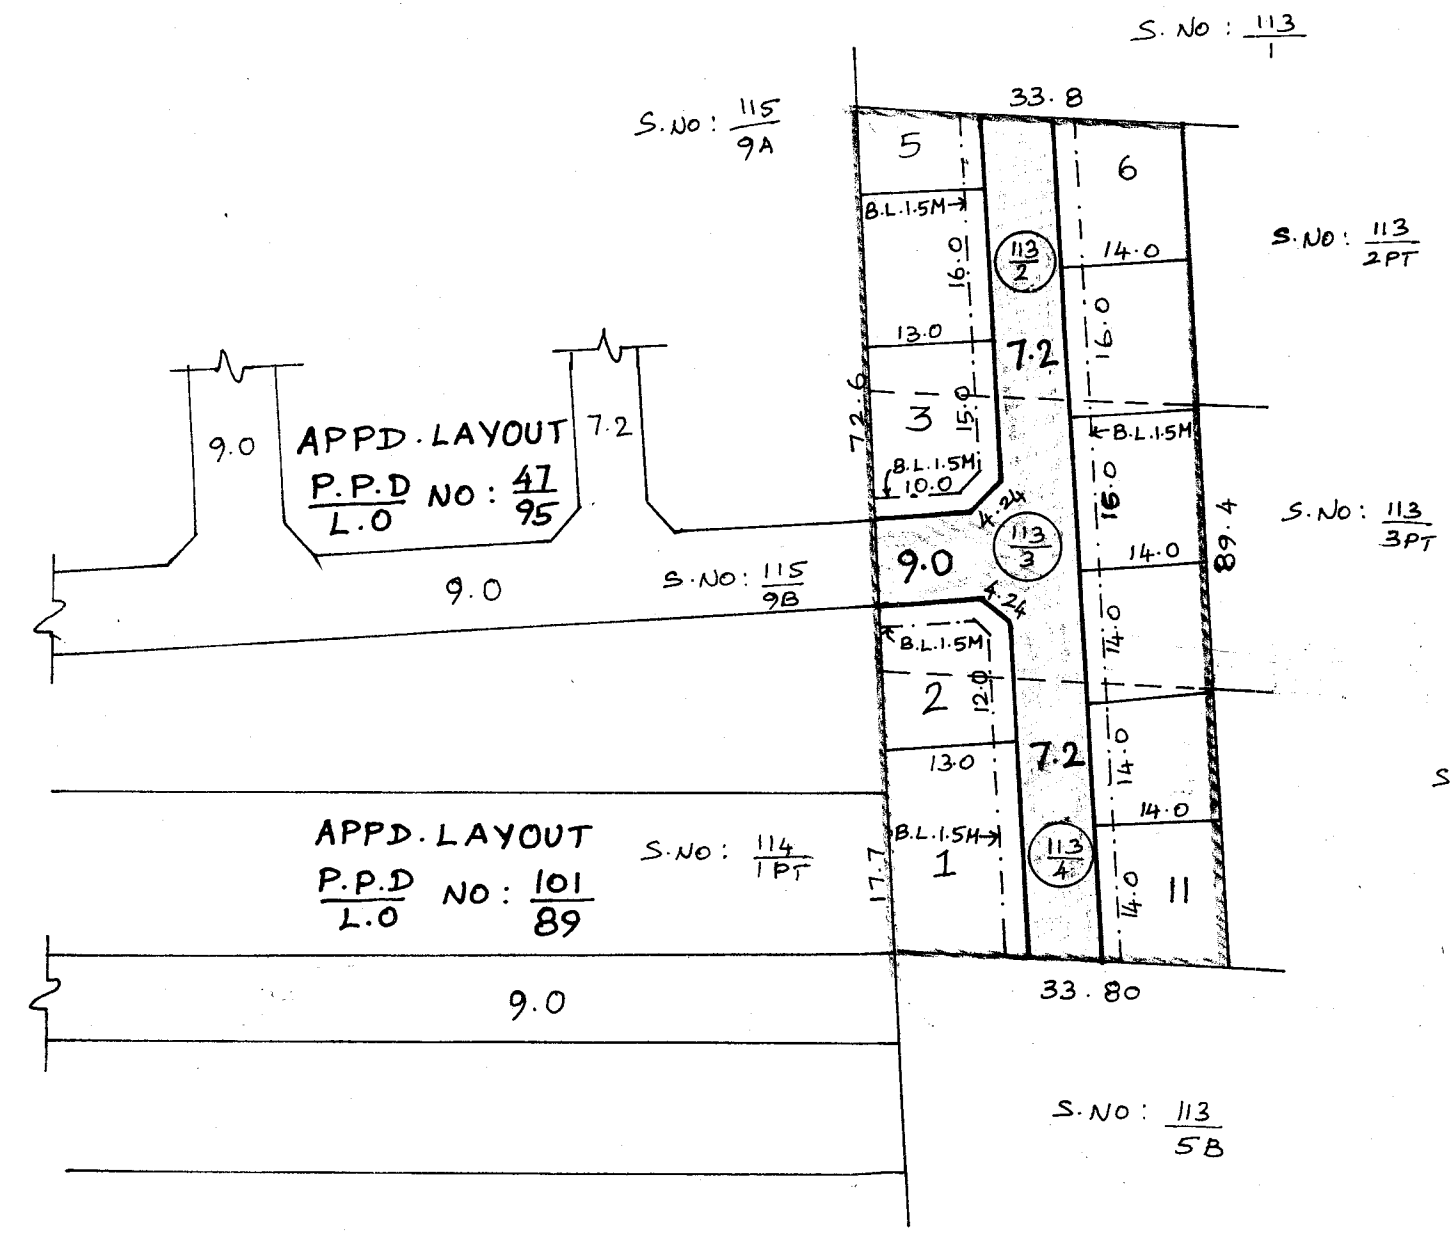 S. NO : 113/1
S.NO : 115/9A
33.8
5
6
B.L.1.5M
S.NO : 113/2PT
16.0
113/2
14.0
13.0
7.2
16.0
72.6
3
15.0
B.L.1.5M
9.0
APPD. LAYOUT
7.2
P.P.D/L.O NO : 47/95
B.L.1.5M
10.0
4.24
15.0
S.NO : 113/3PT
89.4
9.0
113/3
14.0
9.0
S.NO : 115/9B
4.24
B.L.1.5M
14.0
2
12.0
13.0
7.2
14.0
S
APPD. LAYOUT
S.NO : 114/1PT
B.L.1.5M
14.0
P.P.D/L.O NO : 101/89
17.7
1
113/4
14.0
11
9.0
33.80
S.NO : 113/5B